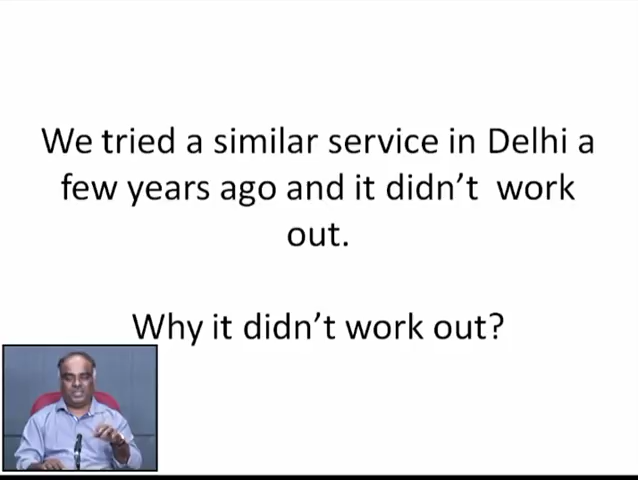 We tried a similar service in Delhi a
few years ago and it didn’t  work
out.
Why it didn’t work out?